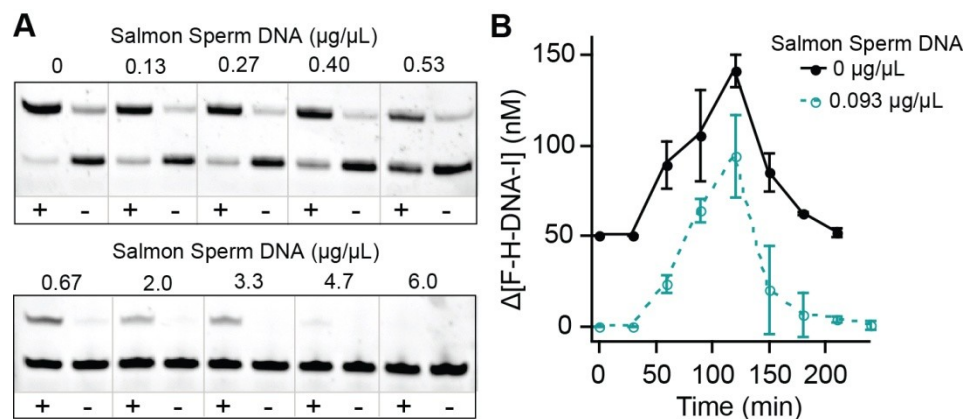 A
Salmon Sperm DNA (µg/µL)
0 0.13 0.27 0.40 0.53
+ - + - + - + - + -
Salmon Sperm DNA (µg/µL)
0.67 2.0 3.3 4.7 6.0
+ - + - + - + - + -
B
Δ[F-H-DNA-I] (nM)
150
100
50
0
Salmon Sperm DNA
0 µg/µL
0.093 µg/µL
0 50 100 150 200
Time (min)